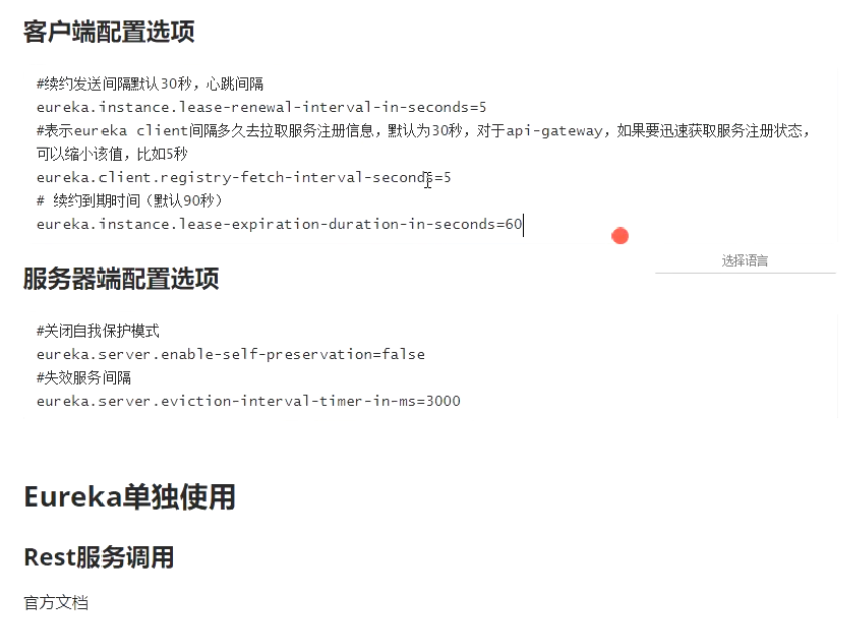 客户端配置选项
#续约发送间隔默认30秒，心跳间隔
eureka.instance.lease-renewal-interval-in-seconds=5
#表示eureka client间隔多久去拉取服务注册信息，默认为30秒，对于api-gateway，如果要迅速获取服务注册状态，
可以缩小该值，比如5秒
eureka.client.registry-fetch-interval-seconds=5
# 续约到期时间（默认90秒）
eureka.instance.lease-expiration-duration-in-seconds=60
选择语言
服务器端配置选项
#关闭自我保护模式
eureka.server.enable-self-preservation=false
#失效服务间隔
eureka.server.eviction-interval-timer-in-ms=3000
Eureka单独使用
Rest服务调用
官方文档